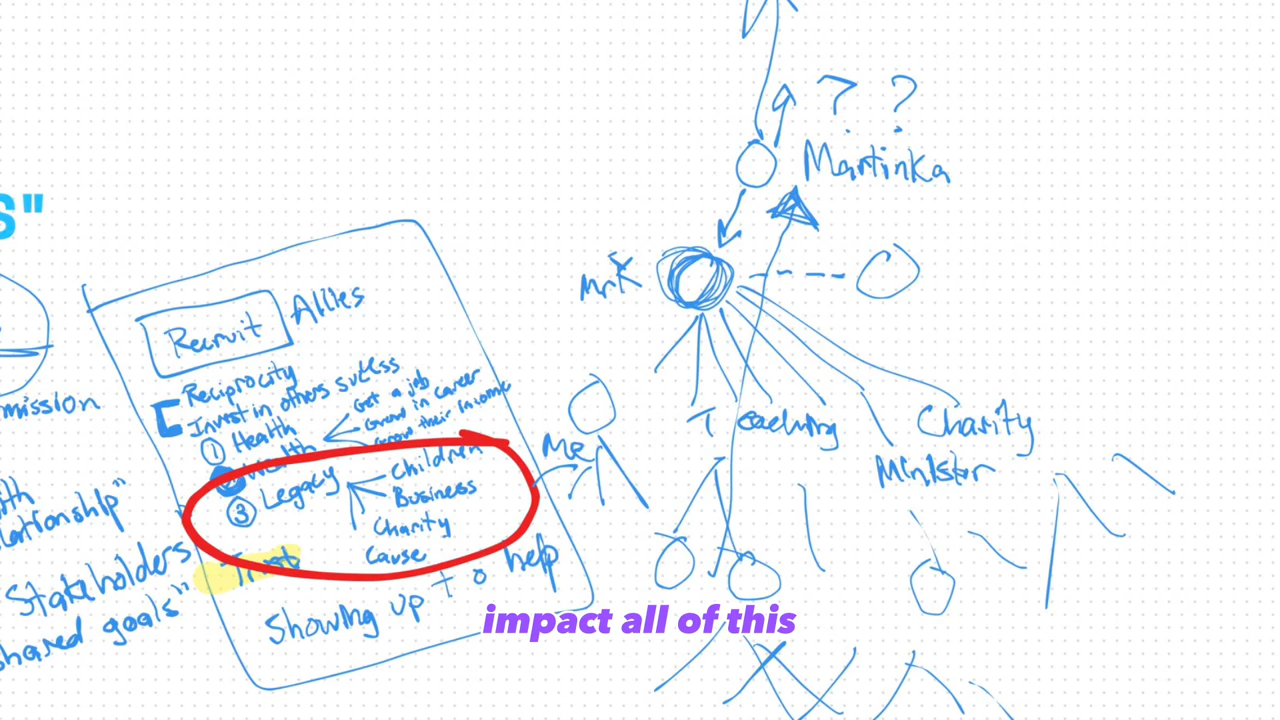 S"
mission
lationship"
Stakeholders
shared goals"
Recruit Allies
Reciprocity
Invest in others success
① Health
Wealth
Get a job
Grow in career
Grow their income
③ Legacy
Children
Business
Charity
Cause
Trust
Showing up to help
? ?
Martinka
Mr K
Me
Teaching
Charity
Minister
impact all of this